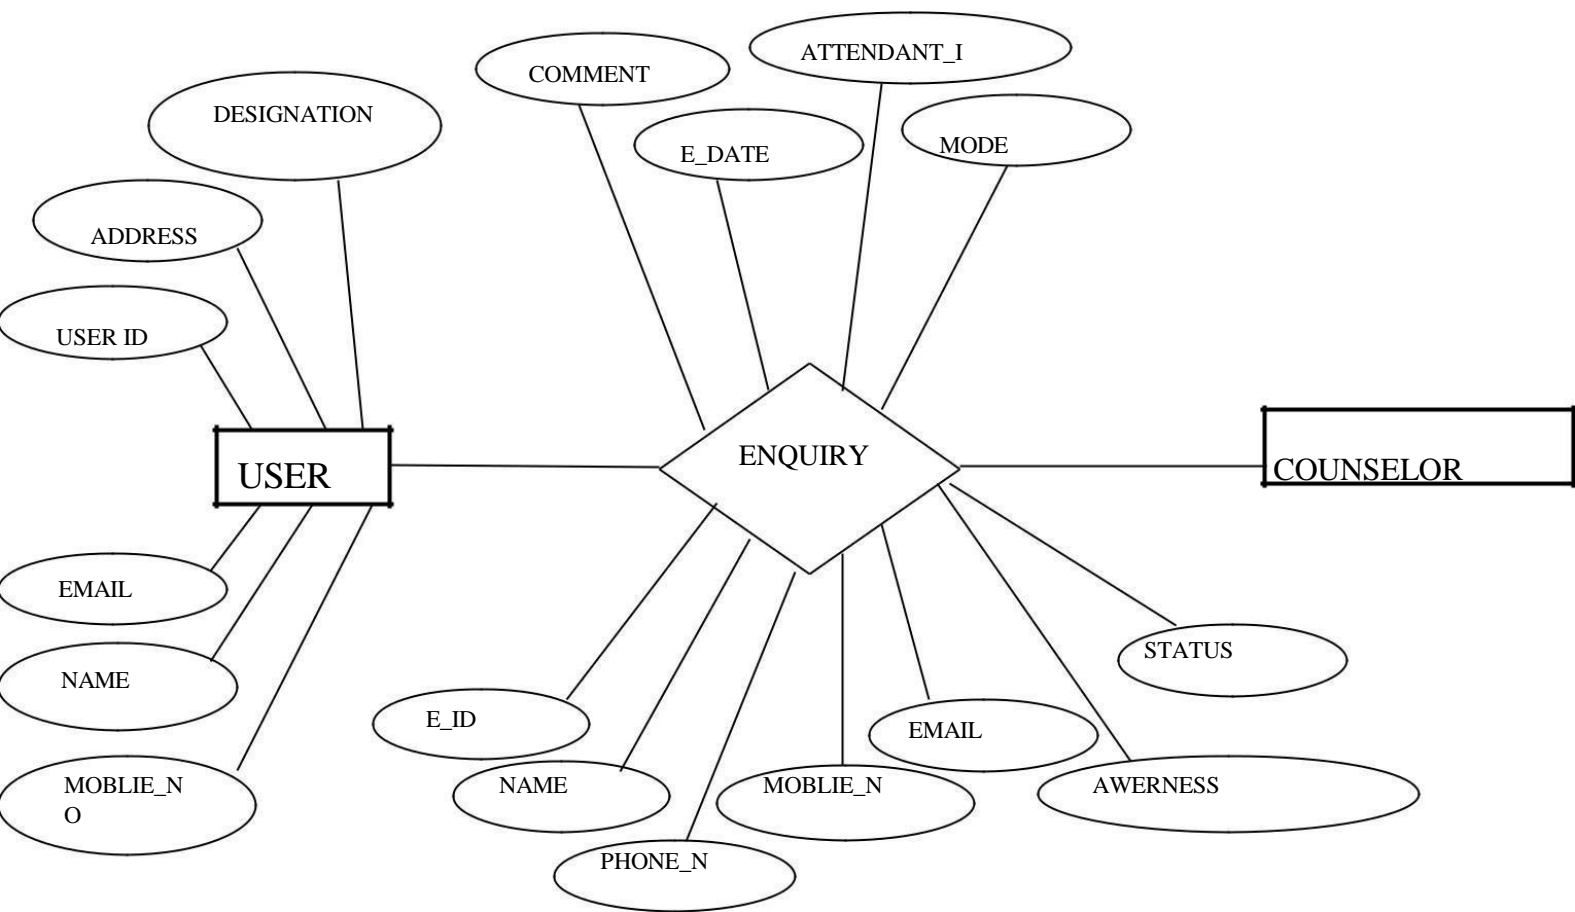 ATTENDANT_I
COMMENT
DESIGNATION
MODE
E_DATE
ADDRESS
USER ID
ENQUIRY
USER
COUNSELOR
EMAIL
STATUS
NAME
E_ID
EMAIL
MOBLIE_N
O
NAME
MOBLIE_N
AWERNESS
PHONE_N